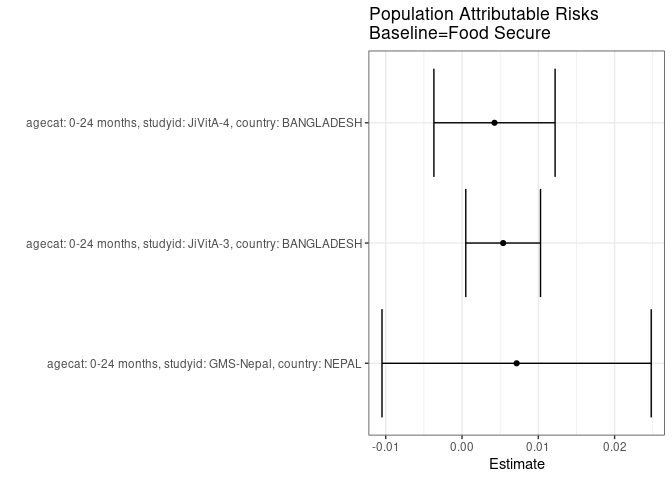 Population Attributable Risks
Baseline=Food Secure
agecat: 0-24 months, studyid: JiVitA-4, country: BANGLADESH
agecat: 0-24 months, studyid: JiVitA-3, country: BANGLADESH
agecat: 0-24 months, studyid: GMS-Nepal, country: NEPAL
-0.01 0.00 0.01 0.02
Estimate